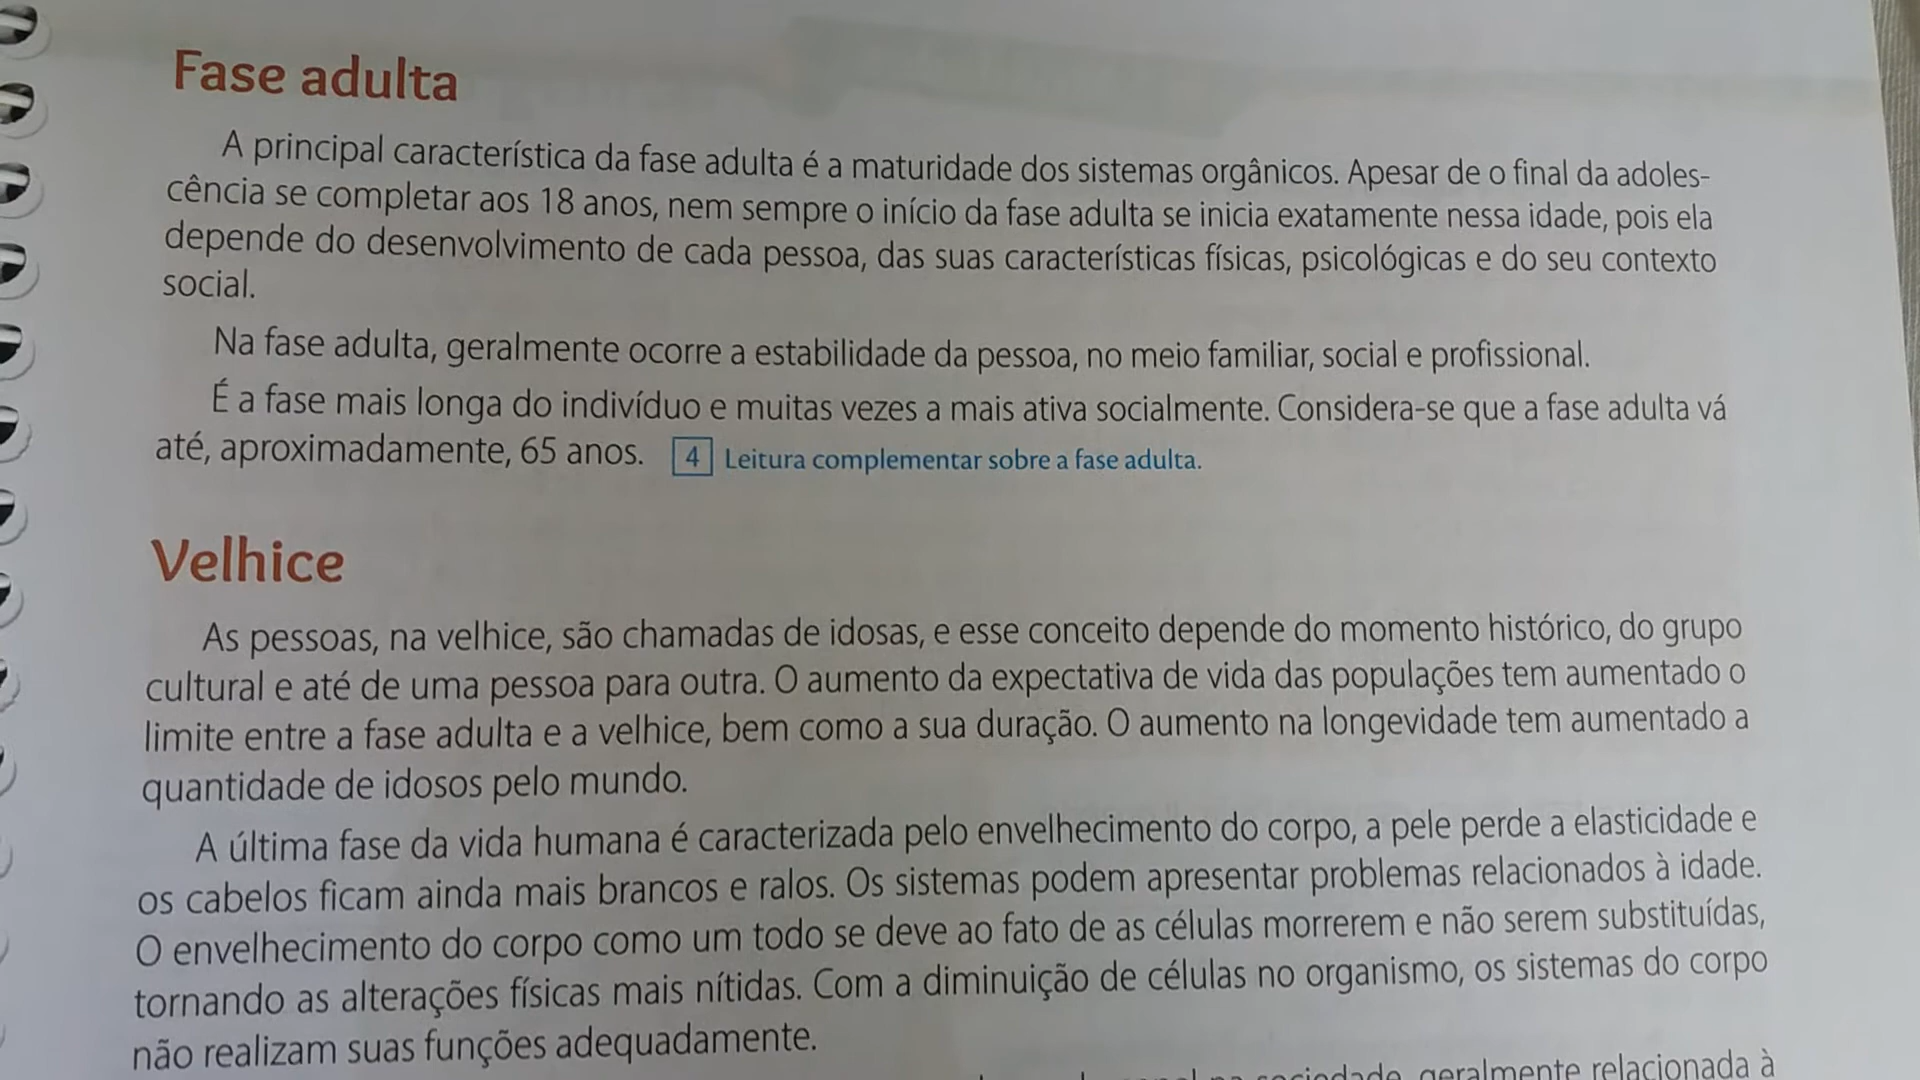 Fase adulta
A principal característica da fase adulta é a maturidade dos sistemas orgânicos. Apesar de o final da adoles-
cência se completar aos 18 anos, nem sempre o início da fase adulta se inicia exatamente nessa idade, pois ela
depende do desenvolvimento de cada pessoa, das suas características físicas, psicológicas e do seu contexto
social.
Na fase adulta, geralmente ocorre a estabilidade da pessoa, no meio familiar, social e profissional.
É a fase mais longa do indivíduo e muitas vezes a mais ativa socialmente. Considera-se que a fase adulta vá
até, aproximadamente, 65 anos. 4 Leitura complementar sobre a fase adulta.
Velhice
As pessoas, na velhice, são chamadas de idosas, e esse conceito depende do momento histórico, do grupo
cultural e até de uma pessoa para outra. O aumento da expectativa de vida das populações tem aumentado o
limite entre a fase adulta e a velhice, bem como a sua duração. O aumento na longevidade tem aumentado a
quantidade de idosos pelo mundo.
A última fase da vida humana é caracterizada pelo envelhecimento do corpo, a pele perde a elasticidade e
os cabelos ficam ainda mais brancos e ralos. Os sistemas podem apresentar problemas relacionados à idade.
O envelhecimento do corpo como um todo se deve ao fato de as células morrerem e não serem substituídas,
tornando as alterações físicas mais nítidas. Com a diminuição de células no organismo, os sistemas do corpo
não realizam suas funções adequadamente.
na sociedade, geralmente relacionada à